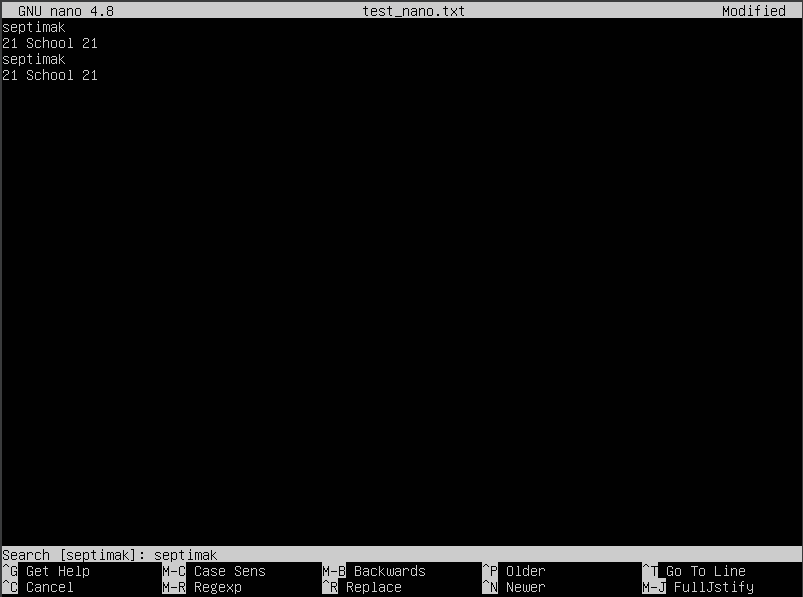 GNU nano 4.8 test_nano.txt Modified
septimak
21 School 21
septimak
21 School 21
Search [septimak]: septimak
^G Get Help M-C Case Sens M-B Backwards ^P Older ^T Go To Line
^C Cancel M-R Regexp ^R Replace ^N Newer M-J FullJstify